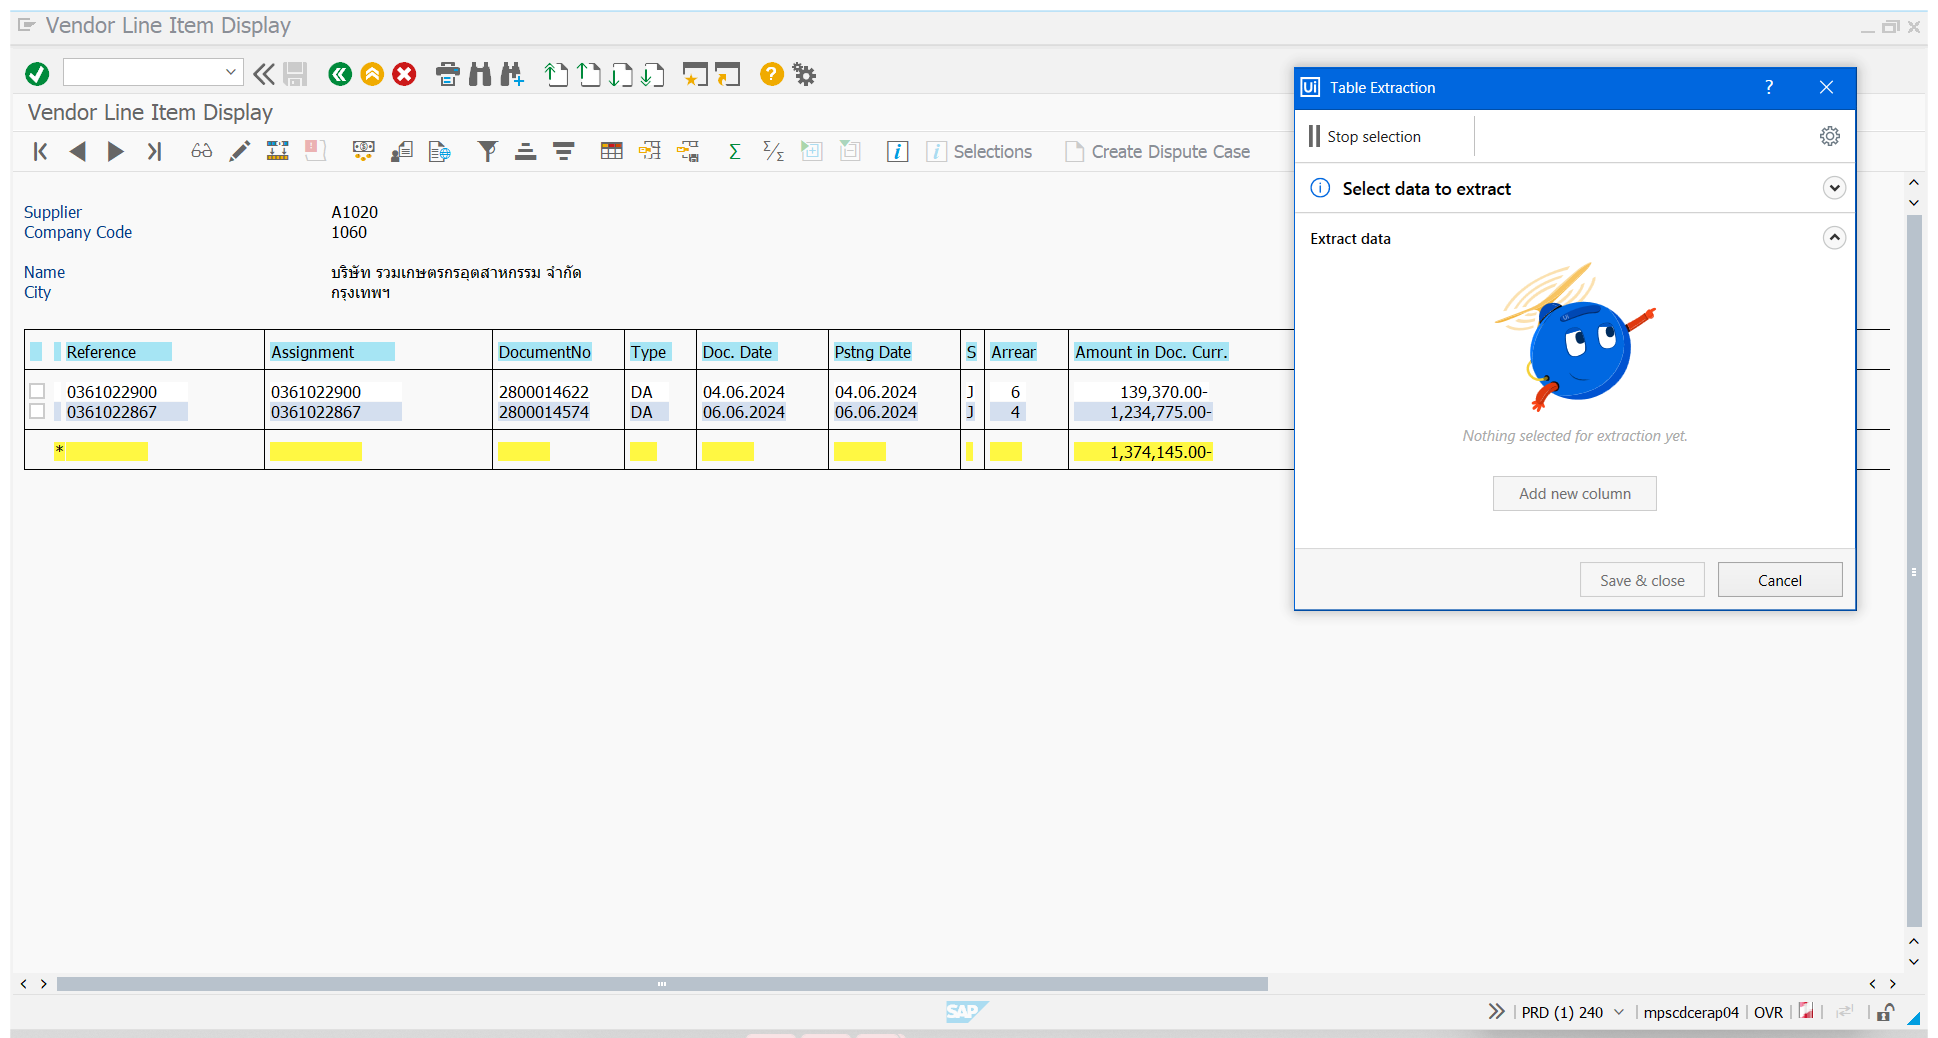 Vendor Line Item Display
Vendor Line Item Display
Selections
Create Dispute Case
Supplier A1020
Company Code 1060
Name บริษัท รวมเกษตรกรอุตสาหกรรม จำกัด
City กรุงเทพฯ
Reference Assignment DocumentNo Type Doc. Date Pstng Date S Arrear Amount in Doc. Curr.
0361022900 0361022900 2800014622 DA 04.06.2024 04.06.2024 J 6 139,370.00-
0361022867 0361022867 2800014574 DA 06.06.2024 06.06.2024 J 4 1,234,775.00-
* 1,374,145.00-
Ui Table Extraction ?
Stop selection
Select data to extract
Extract data
Nothing selected for extraction yet.
Add new column
Save & close Cancel
SAP
PRD (1) 240 mpscdcerap04 OVR